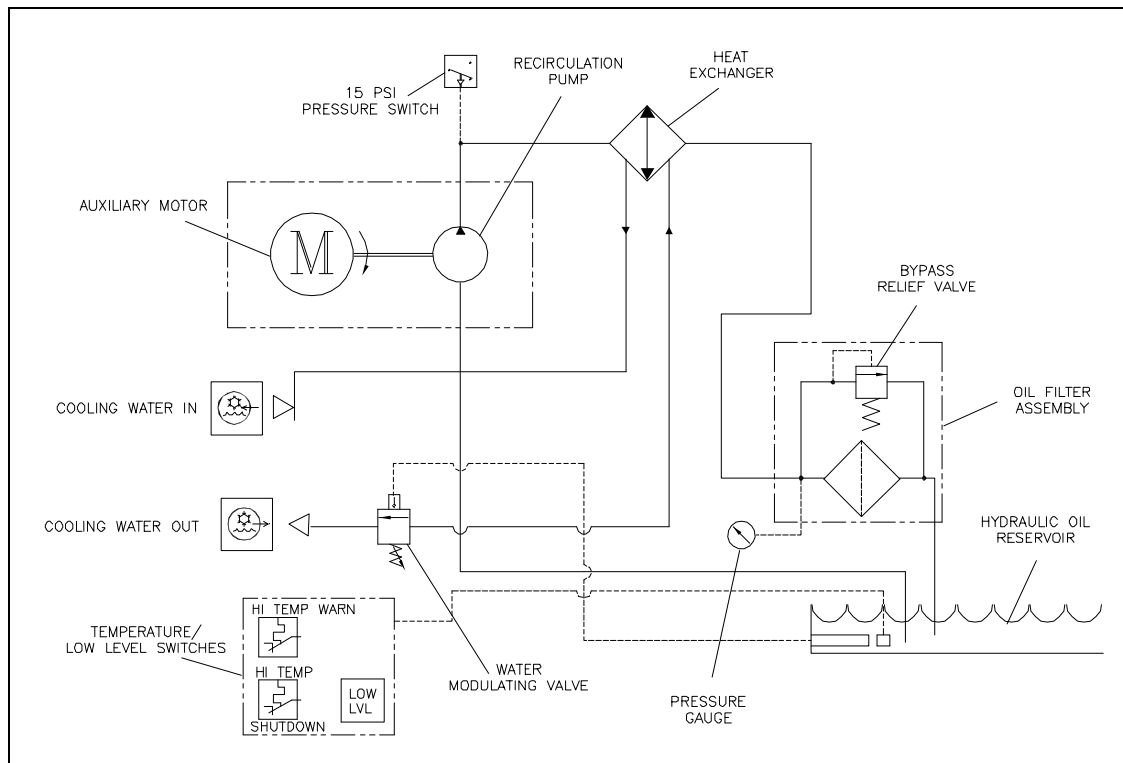 15 PSI
PRESSURE SWITCH
RECIRCULATION
PUMP
HEAT
EXCHANGER
AUXILIARY MOTOR
M
BYPASS
RELIEF VALVE
COOLING WATER IN
OIL FILTER
ASSEMBLY
COOLING WATER OUT
HYDRAULIC OIL
RESERVOIR
TEMPERATURE/
LOW LEVEL SWITCHES
HI TEMP WARN
HI TEMP
SHUTDOWN
LOW
LVL
WATER
MODULATING VALVE
PRESSURE
GAUGE